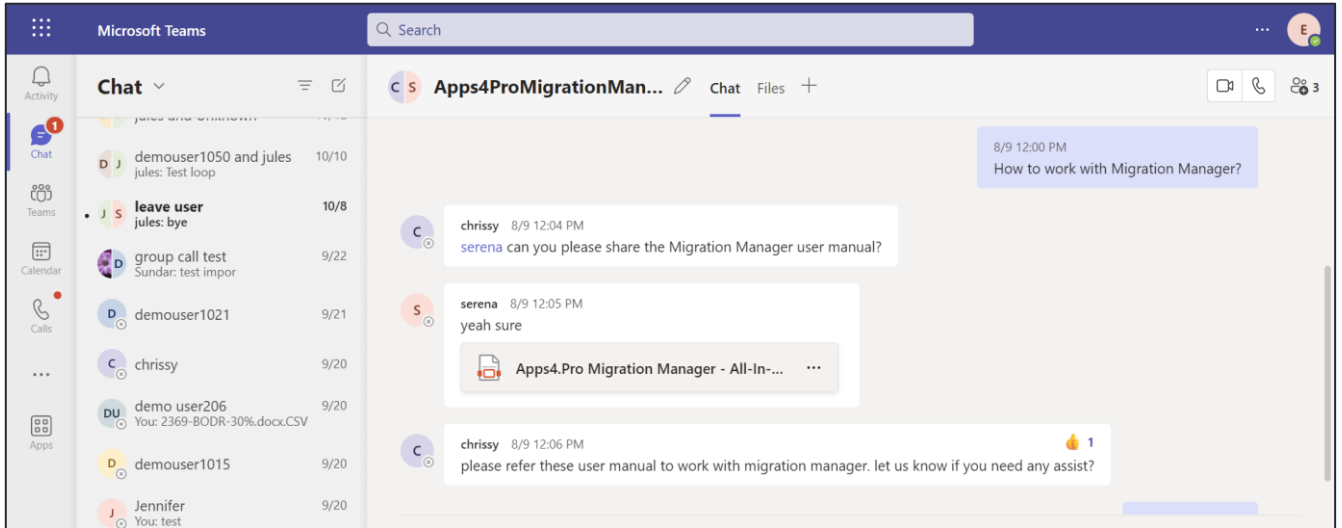 Microsoft Teams
Search
...
E
Activity
1
Chat
Teams
Calendar
Calls
...
Apps
Chat
jules and Unknown
D J
demouser1050 and jules 10/10
jules: Test loop
J S
leave user 10/8
jules: bye
D
group call test 9/22
Sundar: test impor
D
demouser1021 9/21
C
chrissy 9/20
DU
demo user206 9/20
You: 2369-BODR-30%.docx.CSV
D
demouser1015 9/20
J
Jennifer 9/20
You: test
C S
Apps4ProMigrationMan... Chat Files
3
8/9 12:00 PM
How to work with Migration Manager?
C
chrissy 8/9 12:04 PM
serena can you please share the Migration Manager user manual?
S
serena 8/9 12:05 PM
yeah sure
Apps4.Pro Migration Manager - All-In-... ...
C
chrissy 8/9 12:06 PM
👍 1
please refer these user manual to work with migration manager. let us know if you need any assist?